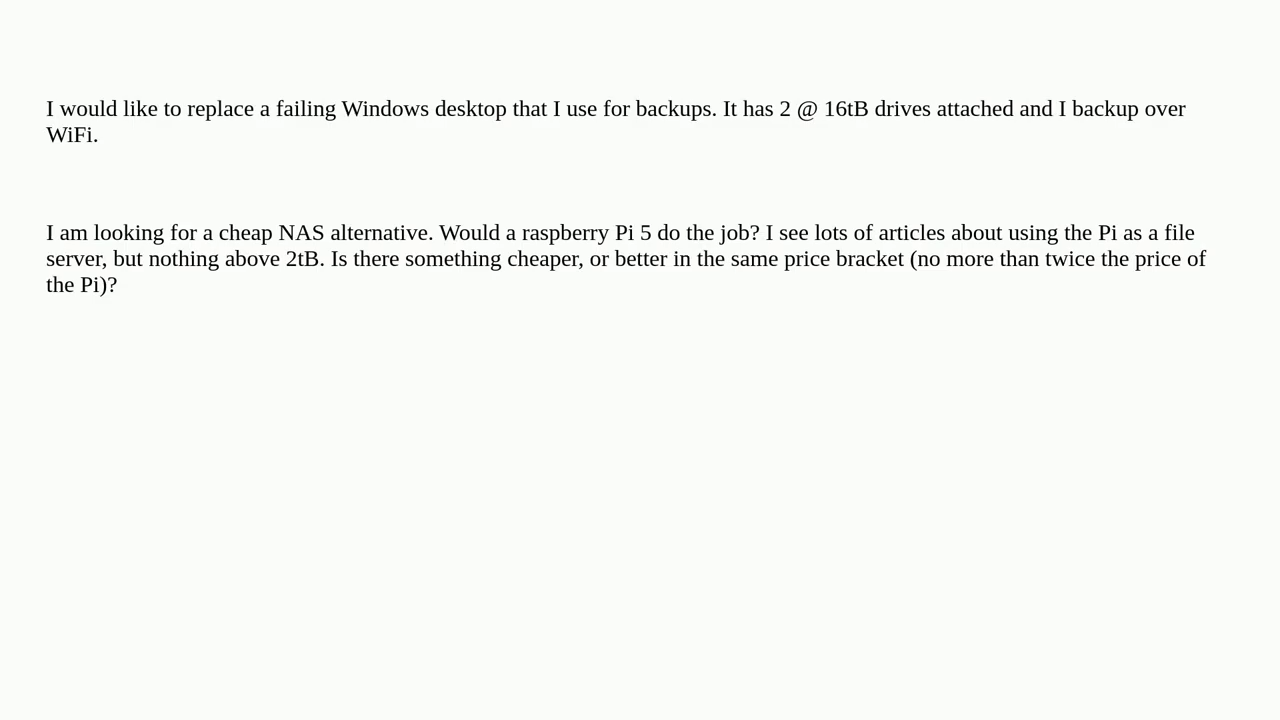 I would like to replace a failing Windows desktop that I use for backups. It has 2 @ 16tB drives attached and I backup over
WiFi.
I am looking for a cheap NAS alternative. Would a raspberry Pi 5 do the job? I see lots of articles about using the Pi as a file
server, but nothing above 2tB. Is there something cheaper, or better in the same price bracket (no more than twice the price of
the Pi)?